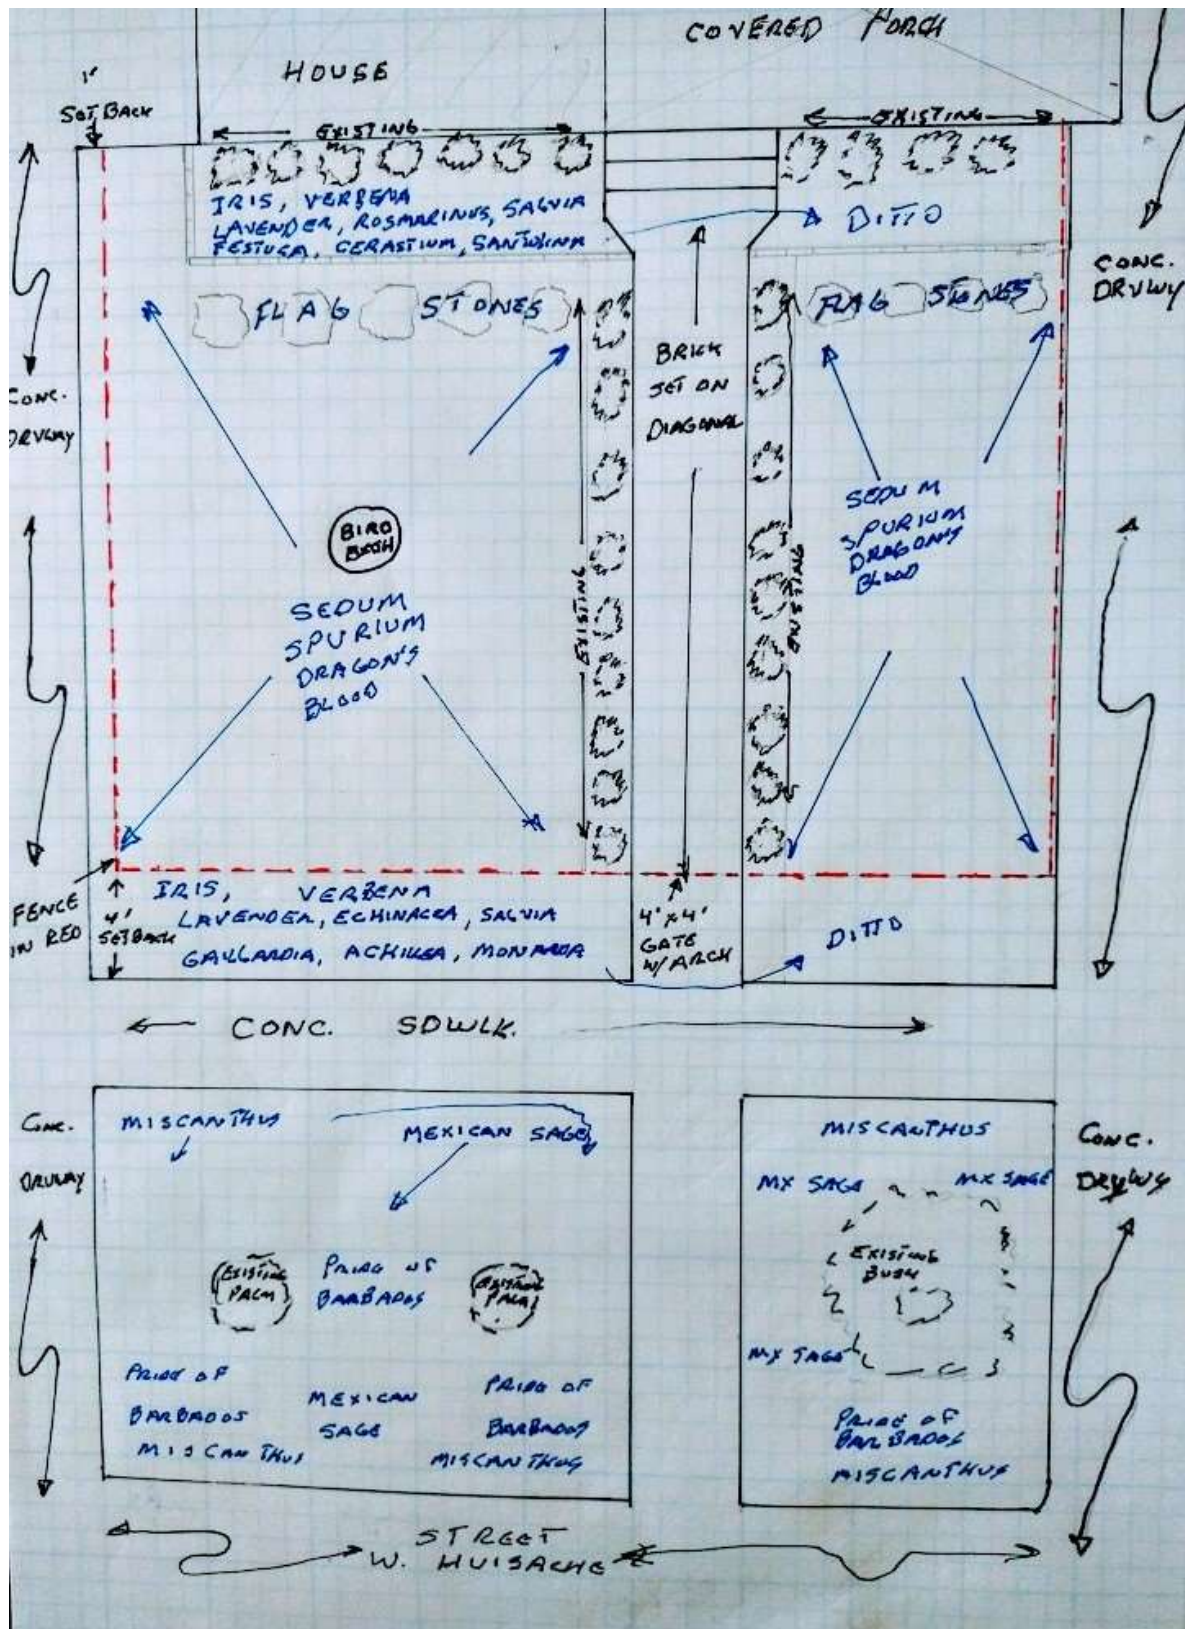 COVERED PORCH
HOUSE
1'
SET BACK
EXISTING
EXISTING
IRIS, VERBENA
LAVENDER, ROSMARINUS, SALVIA
FESTUCA, CERASTIUM, SANTOLINA
DITTO
CONC.
DRVWY
FLAG STONES
FLAG STONES
BRICK
SET ON
DIAGONAL
CONC.
DRVWAY
BIRD
BATH
SEDUM
SPURIUM
DRAGON'S
BLOOD
EXISTING
EXISTING
SEDUM
SPURIUM
DRAGON'S
BLOOD
FENCE
IN RED
4'
SETBACK
IRIS, VERBENA
LAVENDER, ECHINACEA, SALVIA
GAILLARDIA, ACHILLEA, MONARDA
4' x 4'
GATE
W/ARCH
DITTO
CONC. SDWLK.
CONC.
DRVWAY
MISCANTHUS
MEXICAN SAGE
MISCANTHUS
MX SAGE
MX SAGE
CONC.
DRVWY
EXISTING
PALM
PRIDE OF
BARBADOS
EXISTING
PALM
EXISTING
BUSH
MX SAGE
PRIDE OF
BARBADOS
MISCANTHUS
MEXICAN
SAGE
PRIDE OF
BARBADOS
MISCANTHUS
PRIDE OF
BARBADOS
MISCANTHUS
STREET
W. HUISACHE